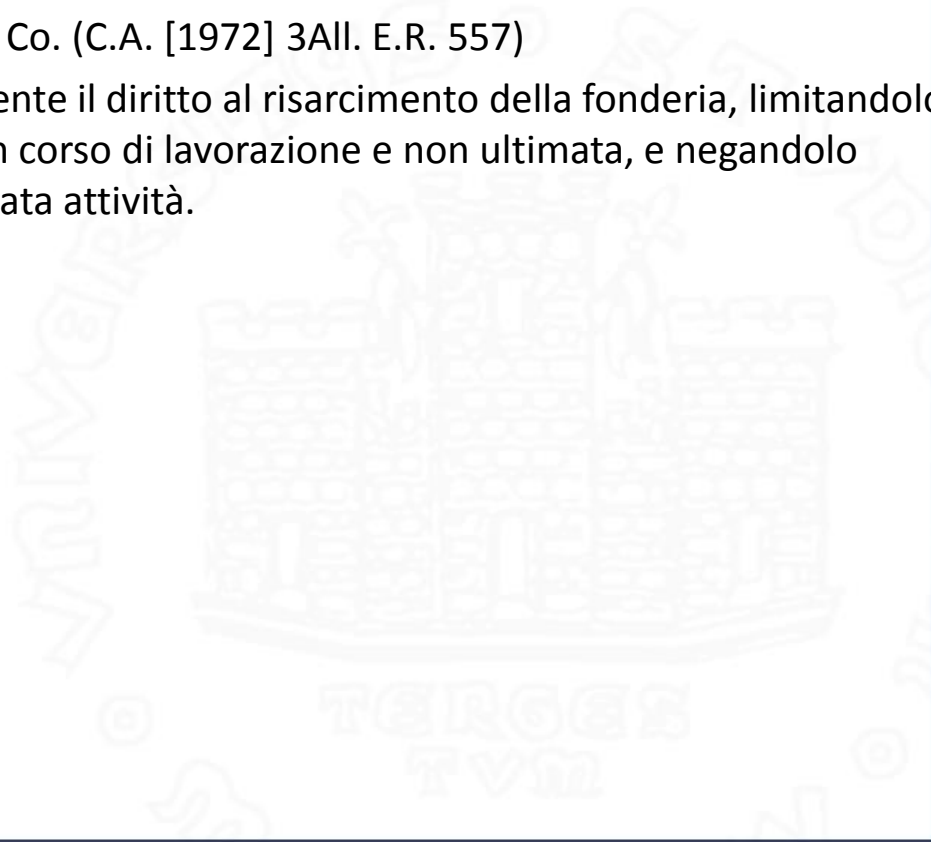 Co. (C.A. [1972] 3All. E.R. 557)
ente il diritto al risarcimento della fonderia, limitandolo
n corso di lavorazione e non ultimata, e negandolo
ata attività.
TERGES
TVM